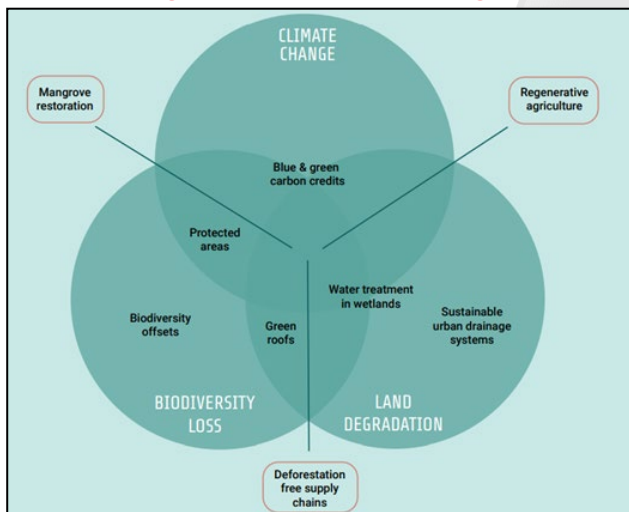 CLIMATE
CHANGE
Mangrove
restoration
Regenerative
agriculture
Blue & green
carbon credits
Protected
areas
Water treatment
in wetlands
Biodiversity
offsets
Green
roofs
Sustainable
urban drainage
systems
BIODIVERSITY
LOSS
LAND
DEGRADATION
Deforestation
free supply
chains